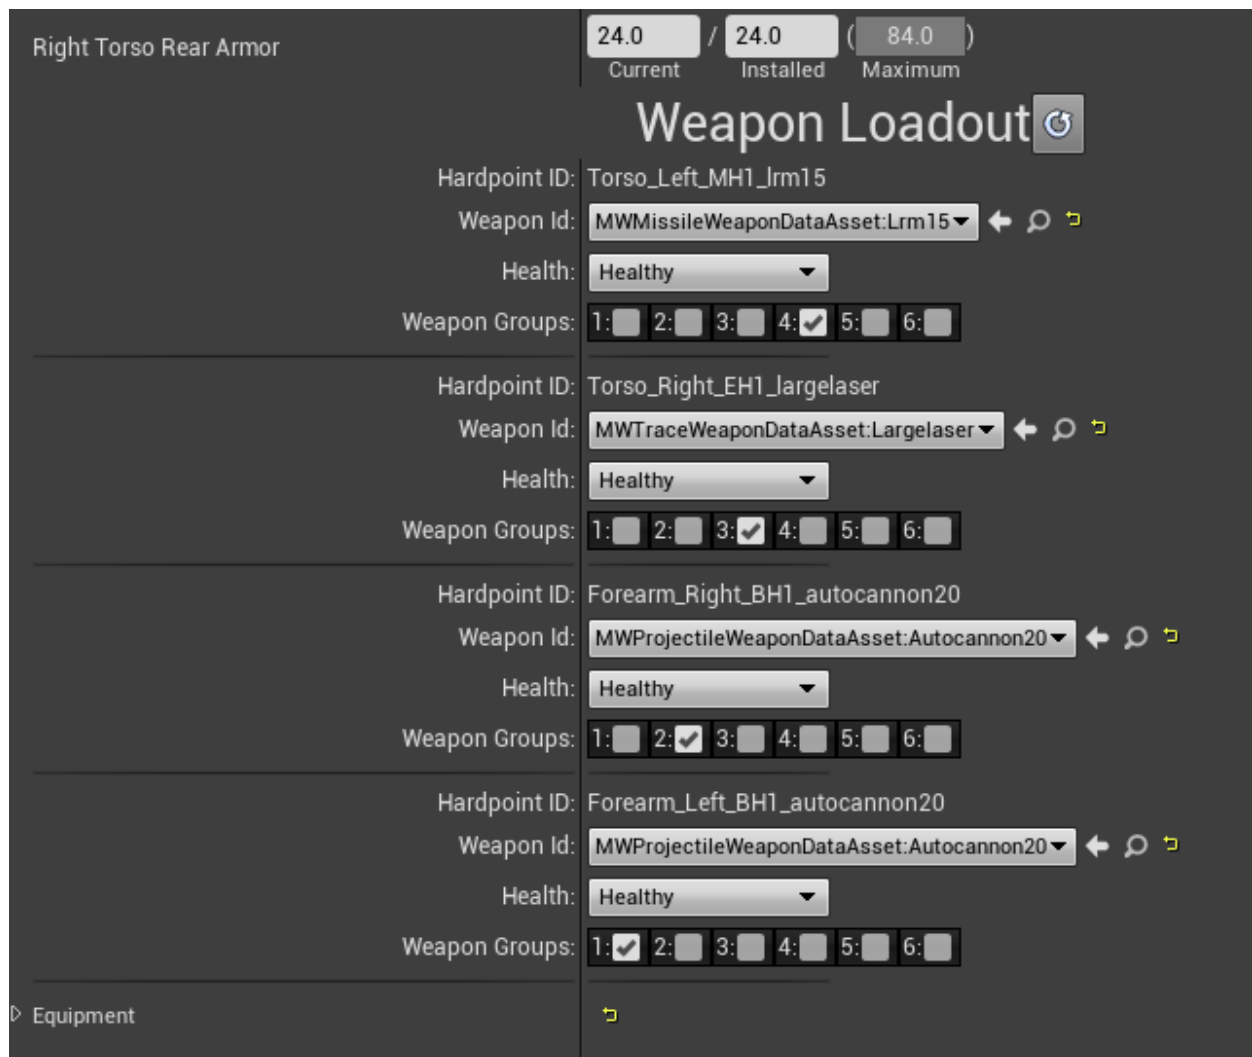 Right Torso Rear Armor 24.0 / 24.0 ( 84.0 )
Current Installed Maximum
Weapon Loadout
Hardpoint ID: Torso_Left_MH1_lrm15
Weapon Id: MWMissileWeaponDataAsset:Lrm15
Health: Healthy
Weapon Groups: 1: 2: 3: 4: 5: 6:
Hardpoint ID: Torso_Right_EH1_largelaser
Weapon Id: MWTraceWeaponDataAsset:Largelaser
Health: Healthy
Weapon Groups: 1: 2: 3: 4: 5: 6:
Hardpoint ID: Forearm_Right_BH1_autocannon20
Weapon Id: MWProjectileWeaponDataAsset:Autocannon20
Health: Healthy
Weapon Groups: 1: 2: 3: 4: 5: 6:
Hardpoint ID: Forearm_Left_BH1_autocannon20
Weapon Id: MWProjectileWeaponDataAsset:Autocannon20
Health: Healthy
Weapon Groups: 1: 2: 3: 4: 5: 6:
Equipment